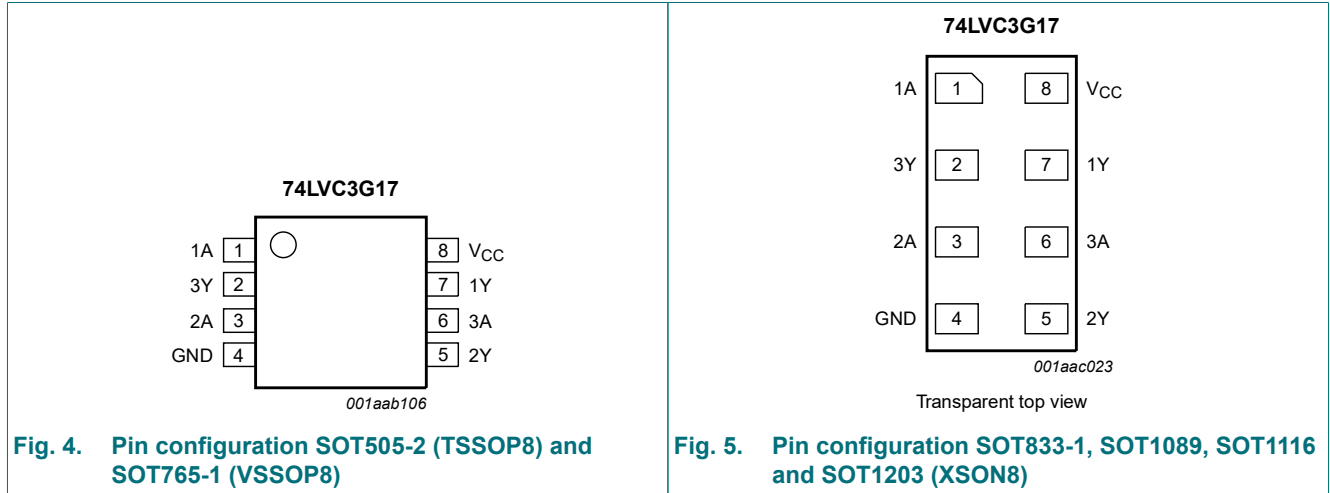 74LVC3G17
1A 1 8 VCC
3Y 2 7 1Y
2A 3 6 3A
GND 4 5 2Y
001aab106
Fig. 4. Pin configuration SOT505-2 (TSSOP8) and
SOT765-1 (VSSOP8)
74LVC3G17
1A 1 8 VCC
3Y 2 7 1Y
2A 3 6 3A
GND 4 5 2Y
001aac023
Transparent top view
Fig. 5. Pin configuration SOT833-1, SOT1089, SOT1116
and SOT1203 (XSON8)